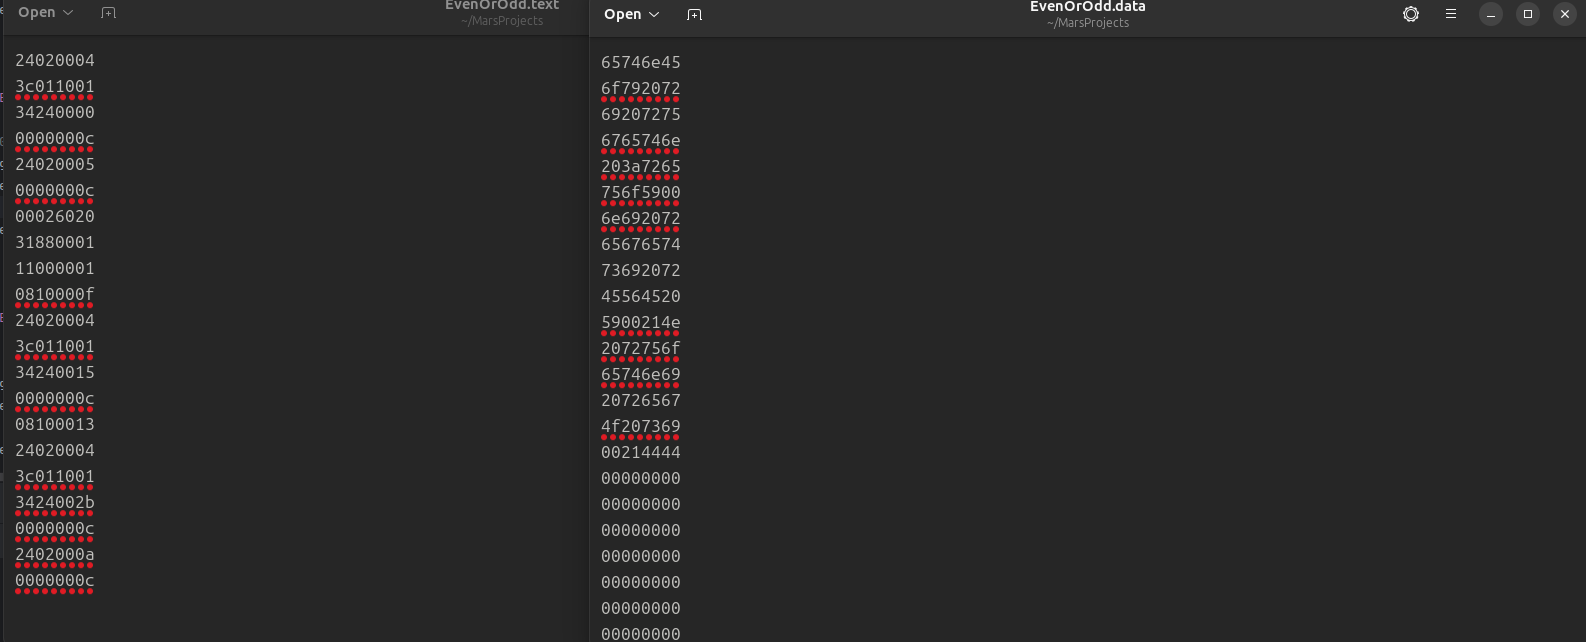 Open
EvenOrOdd.text
~/MarsProjects
24020004
3c011001
34240000
0000000c
24020005
0000000c
00026020
31880001
11000001
0810000f
24020004
3c011001
34240015
0000000c
08100013
24020004
3c011001
3424002b
0000000c
2402000a
0000000c
Open
EvenOrOdd.data
~/MarsProjects
65746e45
6f792072
69207275
6765746e
203a7265
756f5900
6e692072
65676574
73692072
45564520
5900214e
2072756f
65746e69
20726567
4f207369
00214444
00000000
00000000
00000000
00000000
00000000
00000000
00000000